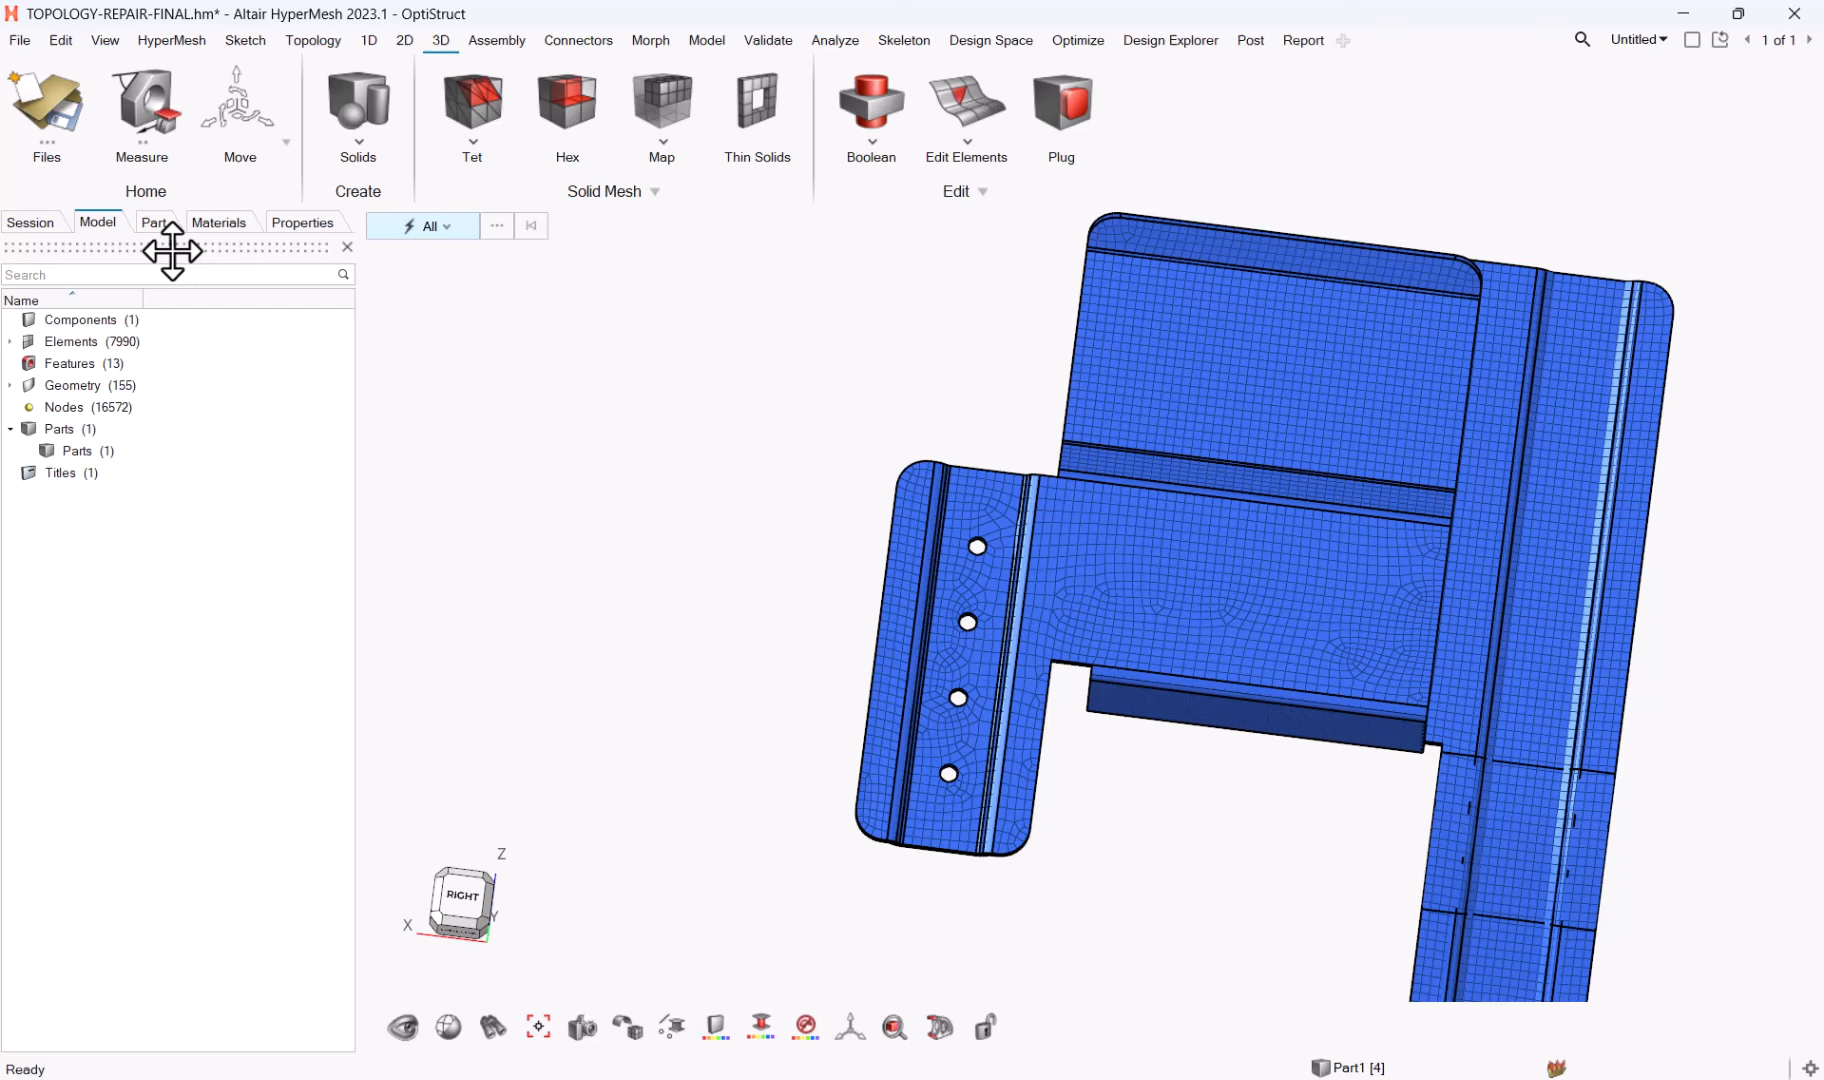 TOPOLOGY-REPAIR-FINAL.hm* - Altair HyperMesh 2023.1 - OptiStruct
File Edit View HyperMesh Sketch Topology 1D 2D 3D Assembly Connectors Morph Model Validate Analyze Skeleton Design Space Optimize Design Explorer Post Report Untitled 1 of 1
Files Measure Move Solids Tet Hex Map Thin Solids Boolean Edit Elements Plug
Home Create Solid Mesh Edit
Session Model Part Materials Properties
All
Search
Name
Components (1)
Elements (7990)
Features (13)
Geometry (155)
Nodes (16572)
Parts (1)
Parts (1)
Titles (1)
Z
RIGHT
Y
X
Ready Part1 [4]